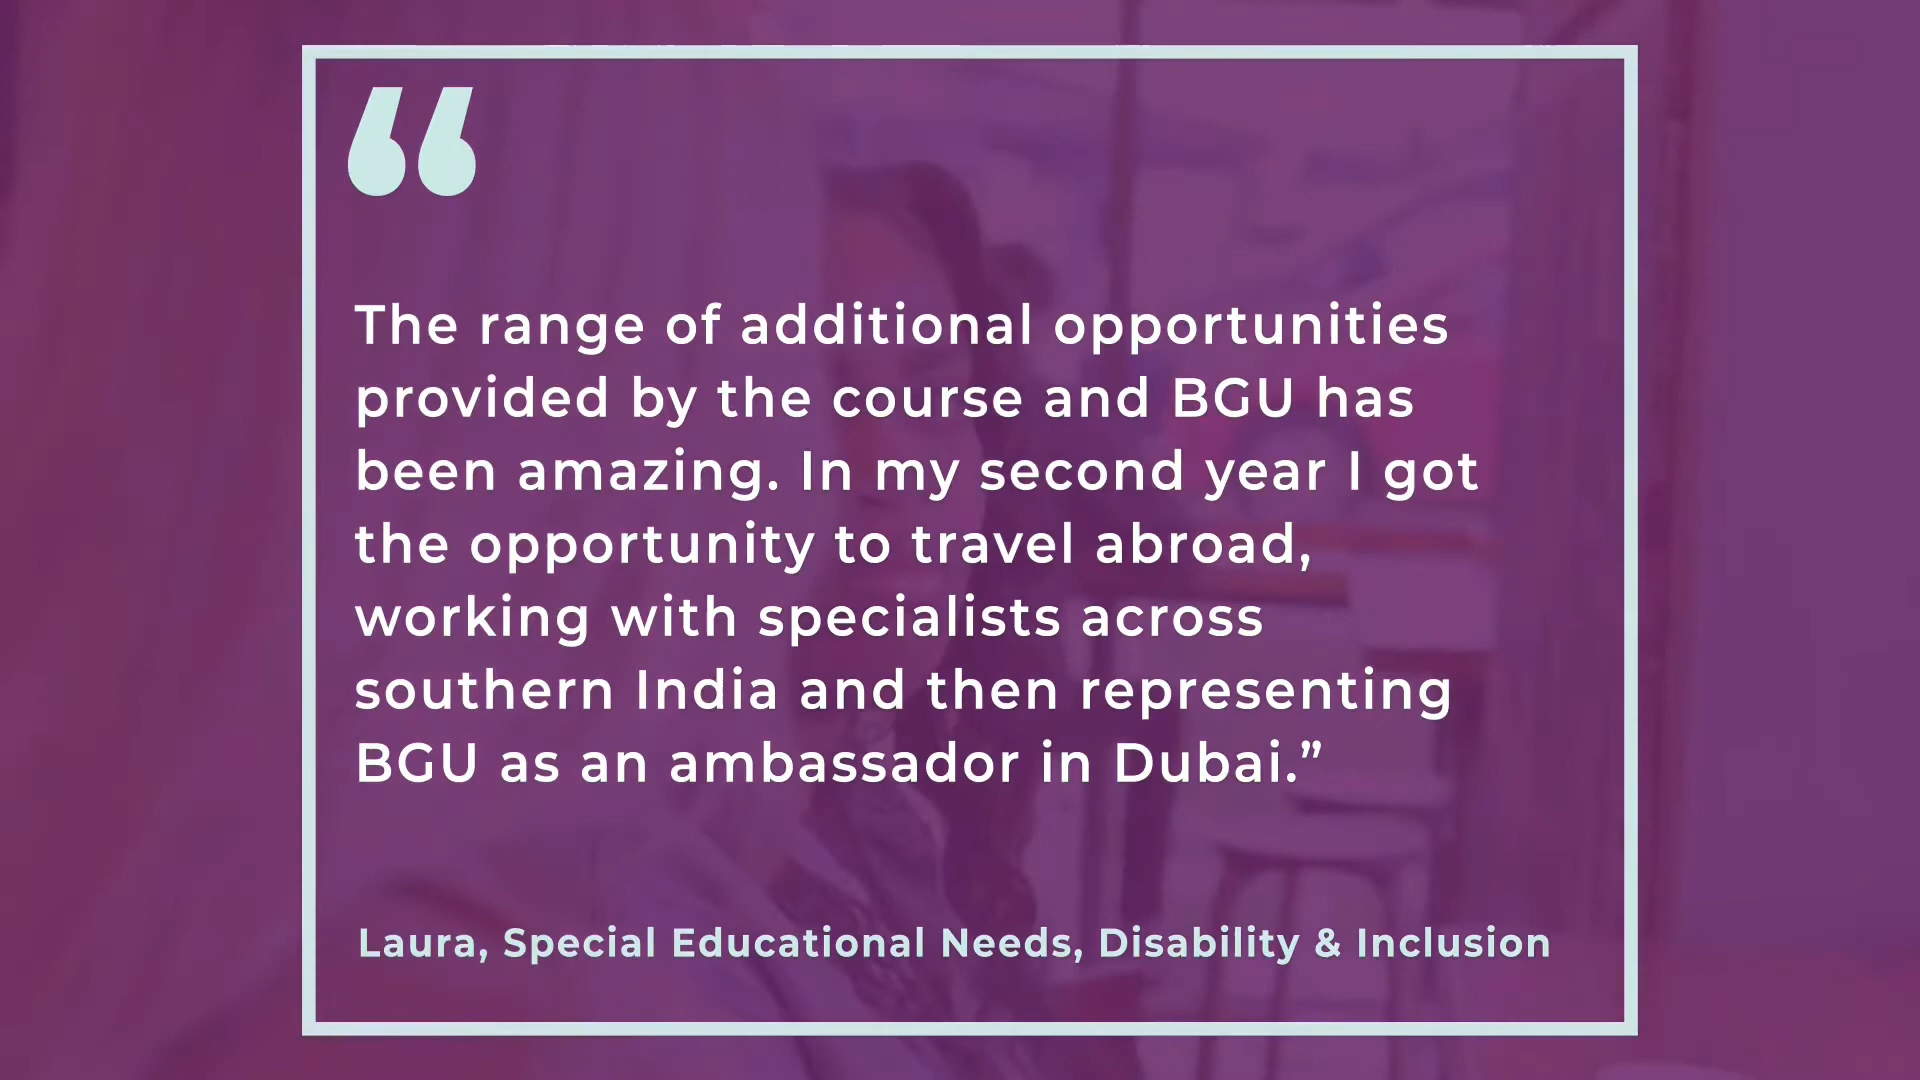 “
The range of additional opportunities
provided by the course and BGU has
been amazing. In my second year I got
the opportunity to travel abroad,
working with specialists across
southern India and then representing
BGU as an ambassador in Dubai.”
Laura, Special Educational Needs, Disability & Inclusion